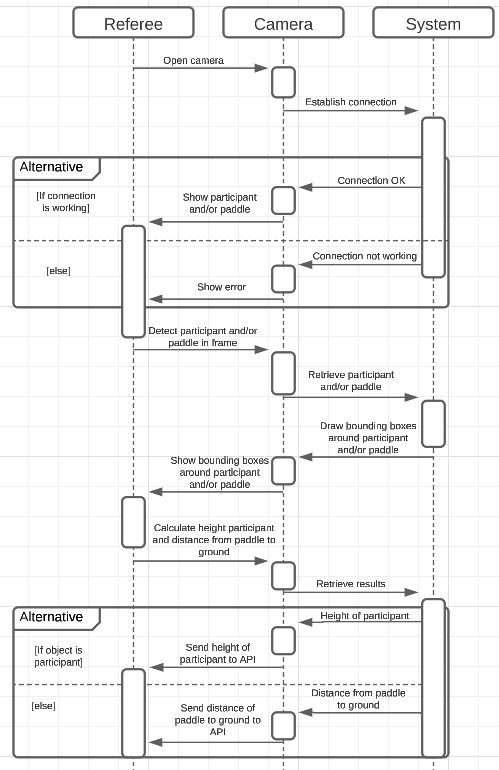 Referee
Camera
System
Open camera
Establish connection
Alternative
Connection OK
[If connection
is working]
Show participant
and/or paddle
Connection not working
[else]
Show error
Detect participant and/or
paddle in frame
Retrieve participant
and/or paddle
Draw bounding boxes
around participant
and/or paddle
Show bounding boxes
around participant
and/or paddle
Calculate height participant
and distance from paddle to
ground
Retrieve results
Alternative
Height of participant
[If object is
participant]
Send height of
participant to API
Distance from paddle
to ground
[else]
Send distance of
paddle to ground to
API